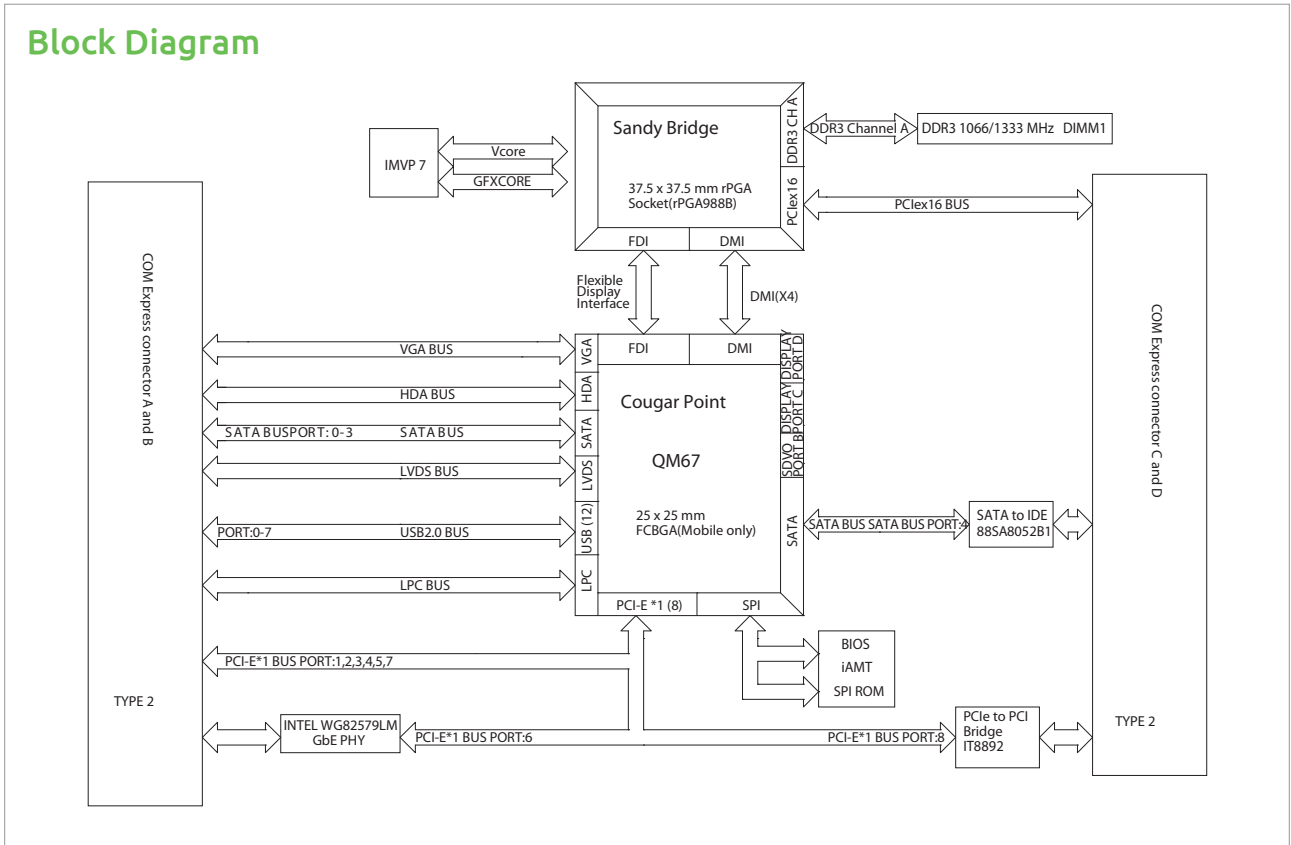 Block Diagram
Sandy Bridge
37.5 x 37.5 mm rPGA
Socket(rPGA988B)
DDR3 CH A
PCIex16
FDI
DMI
IMVP 7
Vcore
GFXCORE
DDR3 Channel A
DDR3 1066/1333 MHz DIMM1
PCIex16 BUS
Flexible
Display
Interface
DMI(X4)
COM Express connector A and B
TYPE 2
COM Express connector C and D
TYPE 2
FDI
DMI
Cougar Point
QM67
25 x 25 mm
FCBGA(Mobile only)
VGA
HDA
SATA
LVDS
USB (12)
LPC
DISPLAY
PORT D
DISPLAY
PORT C
SDVO
PORT B
SATA
PCI-E *1 (8)
SPI
VGA BUS
HDA BUS
SATA BUSPORT: 0-3 SATA BUS
LVDS BUS
PORT:0-7 USB2.0 BUS
LPC BUS
SATA BUS SATA BUS PORT:4
SATA to IDE
88SA8052B1
PCI-E*1 BUS PORT:1,2,3,4,5,7
BIOS
iAMT
SPI ROM
INTEL WG82579LM
GbE PHY
PCI-E*1 BUS PORT:6
PCI-E*1 BUS PORT:8
PCIe to PCI
Bridge
IT8892